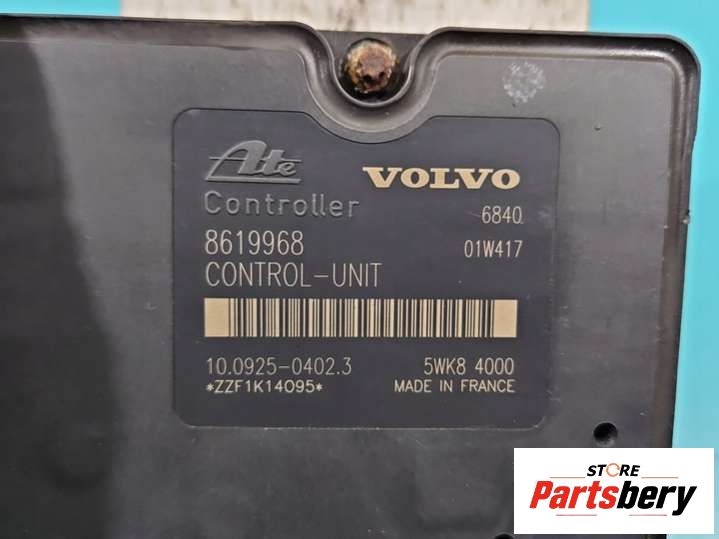 Ate VOLVO
Controller 6840
8619968 01W417
CONTROL-UNIT
10.0925-0402.3 5WK8 4000
*ZZF1K14095* MADE IN FRANCE
STORE
Partsbery